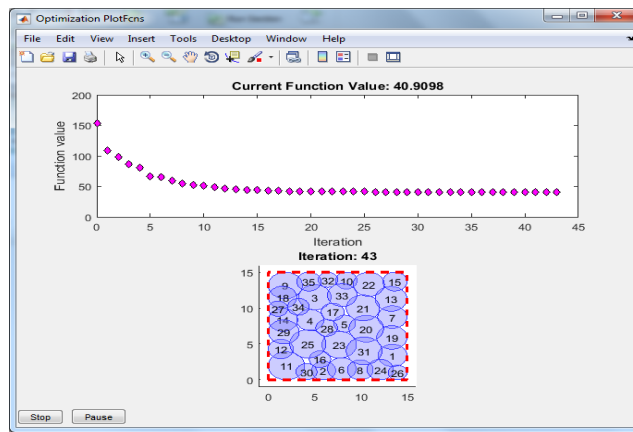 Optimization PlotFcns
File Edit View Insert Tools Desktop Window Help
Current Function Value: 40.9098
200
150
100
50
0
Function value
0 5 10 15 20 25 30 35 40 45
Iteration
Iteration: 43
15
10
5
0
9 35 32 10 22 15
18 3 33 13
27 34 17 21 7
14 4 28 5 20
29 25 23 31 19
12 16 1
11 30 2 6 8 24 26
0 5 10 15
Stop Pause